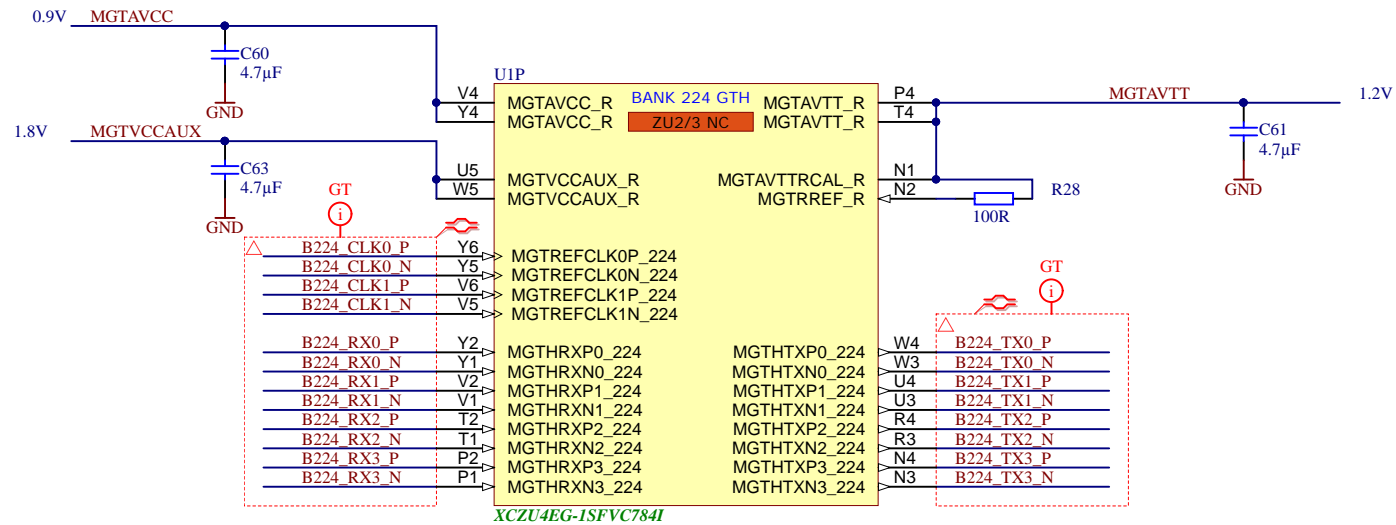 0.9V MGTAVCC
C60
4.7µF
GND
1.8V MGTVCCAUX
C63
4.7µF
GND
U1P
BANK 224 GTH
ZU2/3 NC
V4 MGTAVCC_R MGTAVTT_R P4 MGTAVTT 1.2V
Y4 MGTAVCC_R MGTAVTT_R T4
C61
4.7µF
GND
U5 MGTVCCAUX_R MGTAVTTRCAL_R N1
W5 MGTVCCAUX_R MGTRREF_R N2
R28
100R
GT
i
B224_CLK0_P Y6 MGTREFCLK0P_224
B224_CLK0_N Y5 MGTREFCLK0N_224
B224_CLK1_P V6 MGTREFCLK1P_224
B224_CLK1_N V5 MGTREFCLK1N_224
GT
i
B224_RX0_P Y2 MGTHRXP0_224 MGTHTXP0_224 W4 B224_TX0_P
B224_RX0_N Y1 MGTHRXN0_224 MGTHTXN0_224 W3 B224_TX0_N
B224_RX1_P V2 MGTHRXP1_224 MGTHTXP1_224 U4 B224_TX1_P
B224_RX1_N V1 MGTHRXN1_224 MGTHTXN1_224 U3 B224_TX1_N
B224_RX2_P T2 MGTHRXP2_224 MGTHTXP2_224 R4 B224_TX2_P
B224_RX2_N T1 MGTHRXN2_224 MGTHTXN2_224 R3 B224_TX2_N
B224_RX3_P P2 MGTHRXP3_224 MGTHTXP3_224 N4 B224_TX3_P
B224_RX3_N P1 MGTHRXN3_224 MGTHTXN3_224 N3 B224_TX3_N
XCZU4EG-1SFVC784I